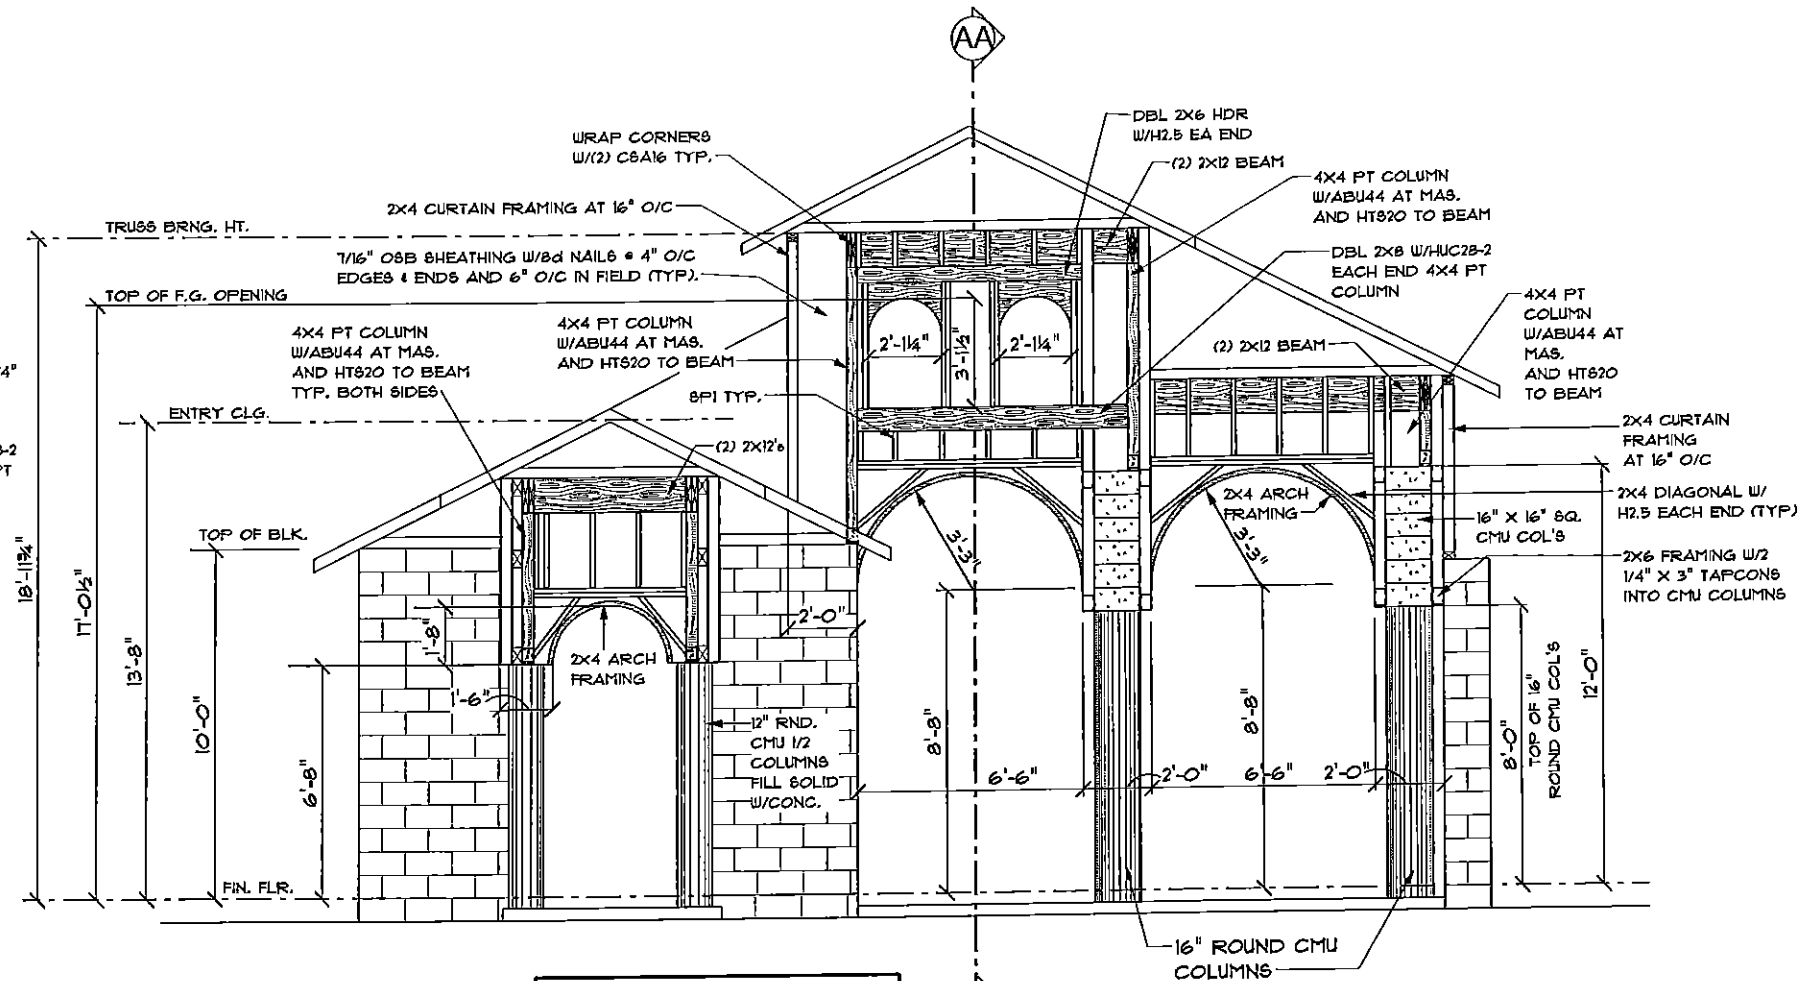 AA
WRAP CORNERS
W/(2) CSA16 TYP.
DBL 2X6 HDR
W/H2.5 EA END
(2) 2X12 BEAM
4X4 PT COLUMN
W/ABU44 AT MAS.
AND HTS20 TO BEAM
2X4 CURTAIN FRAMING AT 16" O/C
TRUSS BRNG. HT.
7/16" OSB SHEATHING W/8d NAILS @ 4" O/C
EDGES & ENDS AND 6" O/C IN FIELD (TYP).
DBL 2X8 W/HUC28-2
EACH END 4X4 PT
COLUMN
TOP OF F.G. OPENING
4X4 PT
COLUMN
W/ABU44 AT
MAS.
AND HTS20
TO BEAM
4X4 PT COLUMN
W/ABU44 AT MAS.
AND HTS20 TO BEAM
TYP. BOTH SIDES
4X4 PT COLUMN
W/ABU44 AT MAS.
AND HTS20 TO BEAM
2'-1¼"
3'-1½"
2'-1¼"
(2) 2X12 BEAM
SP1 TYP.
ENTRY CLG.
2X4 CURTAIN
FRAMING
AT 16" O/C
(2) 2X12's
2X4 ARCH
FRAMING
2X4 DIAGONAL W/
H2.5 EACH END (TYP)
16" X 16" SQ.
CMU COL'S
TOP OF BLK.
3'-3"
3'-3"
2X6 FRAMING W/2
1/4" X 3" TAPCONS
INTO CMU COLUMNS
18'-11¾"
17'-0½"
13'-8"
10'-0"
6'-8"
1'-8"
2'-0"
2X4 ARCH
FRAMING
1'-6"
12" RND.
CMU 1/2
COLUMNS
FILL SOLID
W/CONC.
8'-8"
8'-8"
8'-0"
TOP OF 16"
ROUND CMU COL'S
12'-0"
6'-6"
2'-0"
6'-6"
2'-0"
FIN. FLR.
16" ROUND CMU
COLUMNS